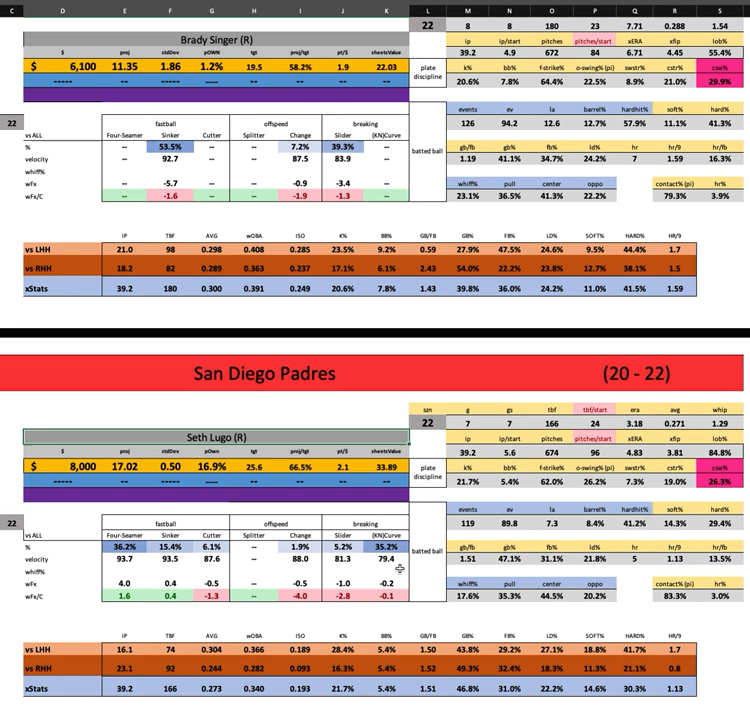 C D E F G H I J K L M N O P Q R S
22 8 8 180 23 7.71 0.288 1.54
Brady Singer (R) ip ip/start pitches pitches/start xERA xfip lob%
39.2 4.9 672 84 6.71 4.45 55.4%
$ proj stdDev pOWN tgt proj/tgt pt/$ sheetsValue
$ 6,100 11.35 1.86 1.2% 19.5 58.2% 1.9 22.03
plate discipline k% bb% f-strike% o-swing% (pi) swstr% cstr% csw%
----- -- -- — -- -- -- -- 20.6% 7.8% 64.4% 22.5% 8.9% 21.0% 29.9%
events ev la barrel% hardhit% soft% hard%
22 fastball offspeed breaking 126 94.2 12.6 12.7% 57.9% 11.1% 41.3%
vs ALL Four-Seamer Sinker Cutter Splitter Change Slider (KN)Curve
% -- 53.5% -- -- 7.2% 39.3% -- batted ball gb/fb gb% fb% ld% hr hr/9 hr/fb
velocity -- 92.7 -- -- 87.5 83.9 -- 1.19 41.1% 34.7% 24.2% 7 1.59 16.3%
whiff%
wFx -- -5.7 -- -- -0.9 -3.4 -- whiff% pull center oppo contact% (pi) hr%
wFx/C -- -1.6 -- -- -1.9 -1.3 -- 23.1% 36.5% 41.3% 22.2% 79.3% 3.9%
IP TBF AVG wOBA ISO K% BB% GB/FB GB% FB% LD% SOFT% HARD% HR/9
vs LHH 21.0 98 0.298 0.408 0.285 23.5% 9.2% 0.59 27.9% 47.5% 24.6% 9.5% 44.4% 1.7
vs RHH 18.2 82 0.289 0.363 0.237 17.1% 6.1% 2.43 54.0% 22.2% 23.8% 12.7% 38.1% 1.5
xStats 39.2 180 0.300 0.391 0.249 20.6% 7.8% 1.43 39.8% 36.0% 24.2% 11.0% 41.5% 1.59
San Diego Padres (20 - 22)
szn g gs tbf tbf/start era avg whip
22 7 7 166 24 3.18 0.271 1.29
Seth Lugo (R) ip ip/start pitches pitches/start xERA xfip lob%
$ proj stdDev pOwn tgt proj/tgt pt/$ sheetsValue 39.2 5.6 674 96 4.83 3.81 84.8%
$ 8,000 17.02 0.50 16.9% 25.6 66.5% 2.1 33.89
plate discipline k% bb% f-strike% o-swing% (pi) swstr% cstr% csw%
----- -- -- — -- -- -- -- 21.7% 5.4% 62.0% 26.2% 7.3% 19.0% 26.3%
events ev la barrel% hardhit% soft% hard%
22 fastball offspeed breaking 119 89.8 7.3 8.4% 41.2% 14.3% 29.4%
vs ALL Four-Seamer Sinker Cutter Splitter Change Slider (KN)Curve
% 36.2% 15.4% 6.1% -- 1.9% 5.2% 35.2% batted ball gb/fb gb% fb% ld% hr hr/9 hr/fb
velocity 93.7 93.5 87.6 -- 88.0 81.3 79.4 1.51 47.1% 31.1% 21.8% 5 1.13 13.5%
whiff%
wFx 4.0 0.4 -0.5 -- -0.5 -1.0 -0.2 whiff% pull center oppo contact% (pi) hr%
wFx/C 1.6 0.4 -1.3 -- -4.0 -2.8 -0.1 17.6% 35.3% 44.5% 20.2% 83.3% 3.0%
IP TBF AVG wOBA ISO K% BB% GB/FB GB% FB% LD% SOFT% HARD% HR/9
vs LHH 16.1 74 0.304 0.366 0.189 28.4% 5.4% 1.50 43.8% 29.2% 27.1% 18.8% 41.7% 1.7
vs RHH 23.1 92 0.244 0.282 0.093 16.3% 5.4% 1.52 49.3% 32.4% 18.3% 11.3% 21.1% 0.8
xStats 39.2 166 0.273 0.340 0.193 21.7% 5.4% 1.51 46.8% 31.0% 22.2% 14.6% 30.3% 1.13